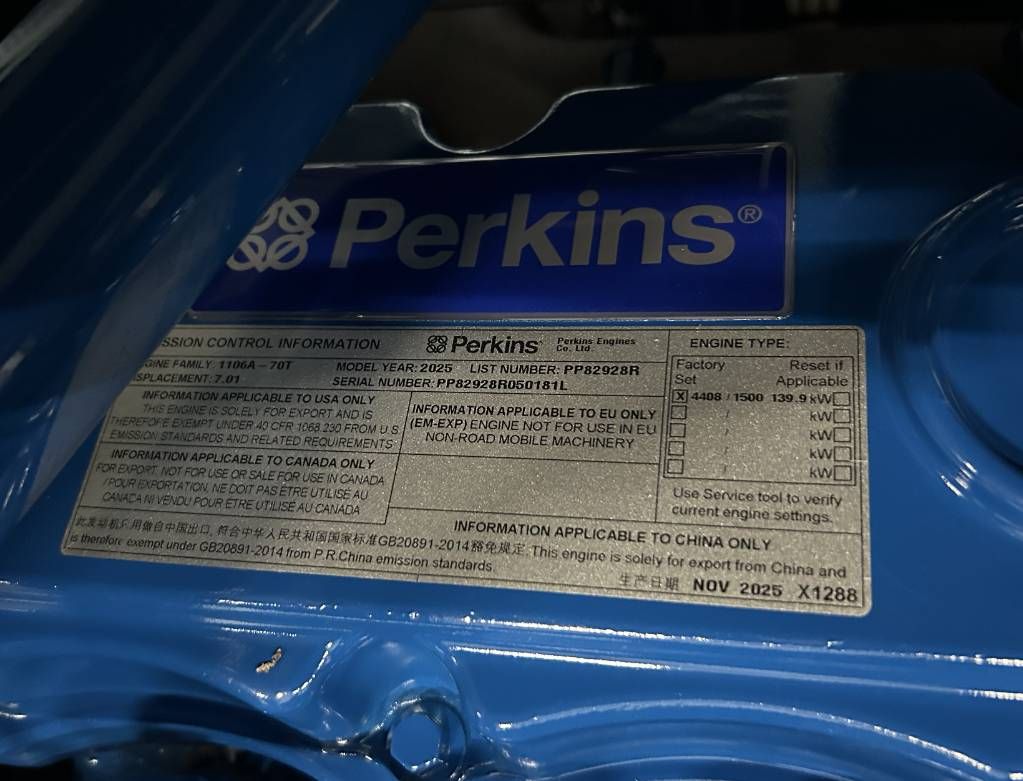 Perkins®
SSION CONTROL INFORMATION
Perkins
Perkins Engines
Co. Ltd.
GINE FAMILY: 1106A – 70T MODEL YEAR: 2025 LIST NUMBER: PP82928R
SPLACEMENT: 7.01 SERIAL NUMBER: PP82928R050181L
INFORMATION APPLICABLE TO USA ONLY
THIS ENGINE IS SOLELY FOR EXPORT AND IS
THEREFORE EXEMPT UNDER 40 CFR 1068.230 FROM U.S.
EMISSION STANDARDS AND RELATED REQUIREMENTS
INFORMATION APPLICABLE TO CANADA ONLY
FOR EXPORT. NOT FOR USE OR SALE FOR USE IN CANADA
/ POUR EXPORTATION, NE DOIT PAS ETRE UTILISÉ AU
CANADA NI VENDU POUR ETRE UTILISÉ AU CANADA
INFORMATION APPLICABLE TO EU ONLY
(EM-EXP) ENGINE NOT FOR USE IN EU
NON-ROAD MOBILE MACHINERY
ENGINE TYPE:
Factory Reset if
Set Applicable
X 4408 / 1500 139.9 kW
/ kW
/ kW
/ kW
/ kW
Use Service tool to verify
current engine settings.
INFORMATION APPLICABLE TO CHINA ONLY
此发动机只用做自中国出口, 符合中华人民共和国国家标准GB20891-2014豁免规定. This engine is solely for export from China and
is therefore exempt under GB20891-2014 from P.R.China emission standards.
生产日期 NOV 2025 X1288